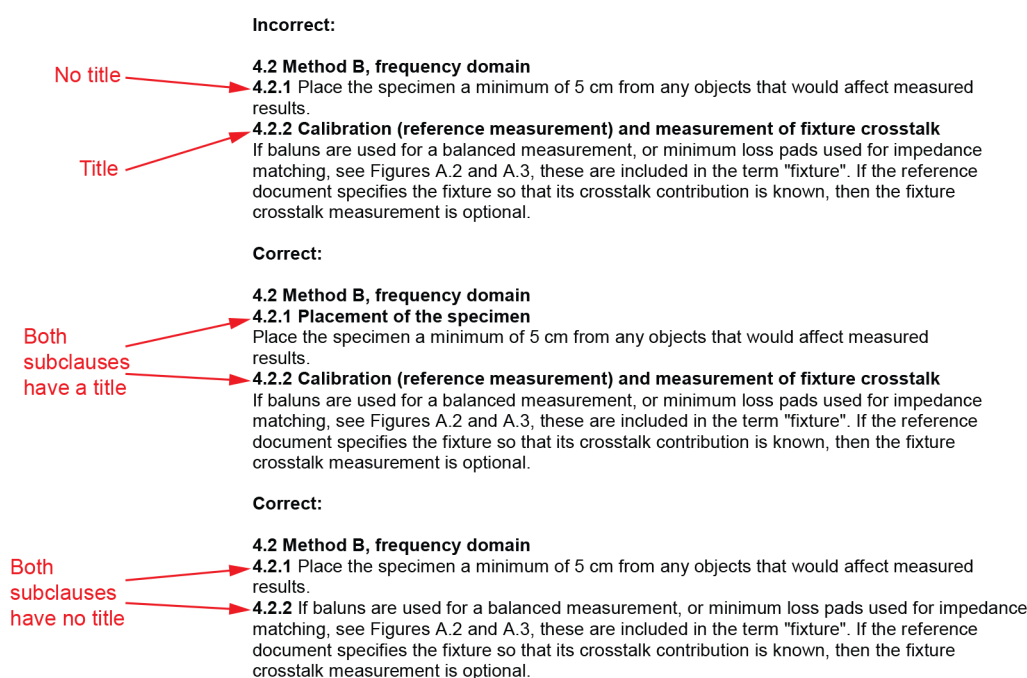 Incorrect:
4.2 Method B, frequency domain
No title
4.2.1 Place the specimen a minimum of 5 cm from any objects that would affect measured
results.
4.2.2 Calibration (reference measurement) and measurement of fixture crosstalk
Title
If baluns are used for a balanced measurement, or minimum loss pads used for impedance
matching, see Figures A.2 and A.3, these are included in the term "fixture". If the reference
document specifies the fixture so that its crosstalk contribution is known, then the fixture
crosstalk measurement is optional.
Correct:
4.2 Method B, frequency domain
4.2.1 Placement of the specimen
Both
subclauses
have a title
Place the specimen a minimum of 5 cm from any objects that would affect measured
results.
4.2.2 Calibration (reference measurement) and measurement of fixture crosstalk
If baluns are used for a balanced measurement, or minimum loss pads used for impedance
matching, see Figures A.2 and A.3, these are included in the term "fixture". If the reference
document specifies the fixture so that its crosstalk contribution is known, then the fixture
crosstalk measurement is optional.
Correct:
4.2 Method B, frequency domain
Both
subclauses
have no title
4.2.1 Place the specimen a minimum of 5 cm from any objects that would affect measured
results.
4.2.2 If baluns are used for a balanced measurement, or minimum loss pads used for impedance
matching, see Figures A.2 and A.3, these are included in the term "fixture". If the reference
document specifies the fixture so that its crosstalk contribution is known, then the fixture
crosstalk measurement is optional.